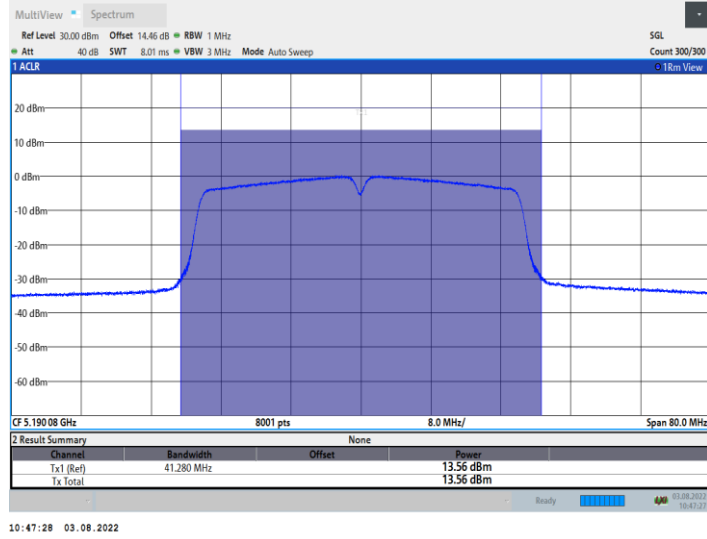 MultiView Spectrum
Ref Level 30.00 dBm Offset 14.46 dB RBW 1 MHz SGL
Att 40 dB SWT 8.01 ms VBW 3 MHz Mode Auto Sweep Count 300/300
1 ACLR 1Rm View
20 dBm
10 dBm
0 dBm
-10 dBm
-20 dBm
-30 dBm
-40 dBm
-50 dBm
-60 dBm
CF 5.190 08 GHz 8001 pts 8.0 MHz/ Span 80.0 MHz
2 Result Summary None
Channel Bandwidth Offset Power
Tx1 (Ref) 41.280 MHz 13.56 dBm
Tx Total 13.56 dBm
Ready 03.08.2022
10:47:27
10:47:28 03.08.2022